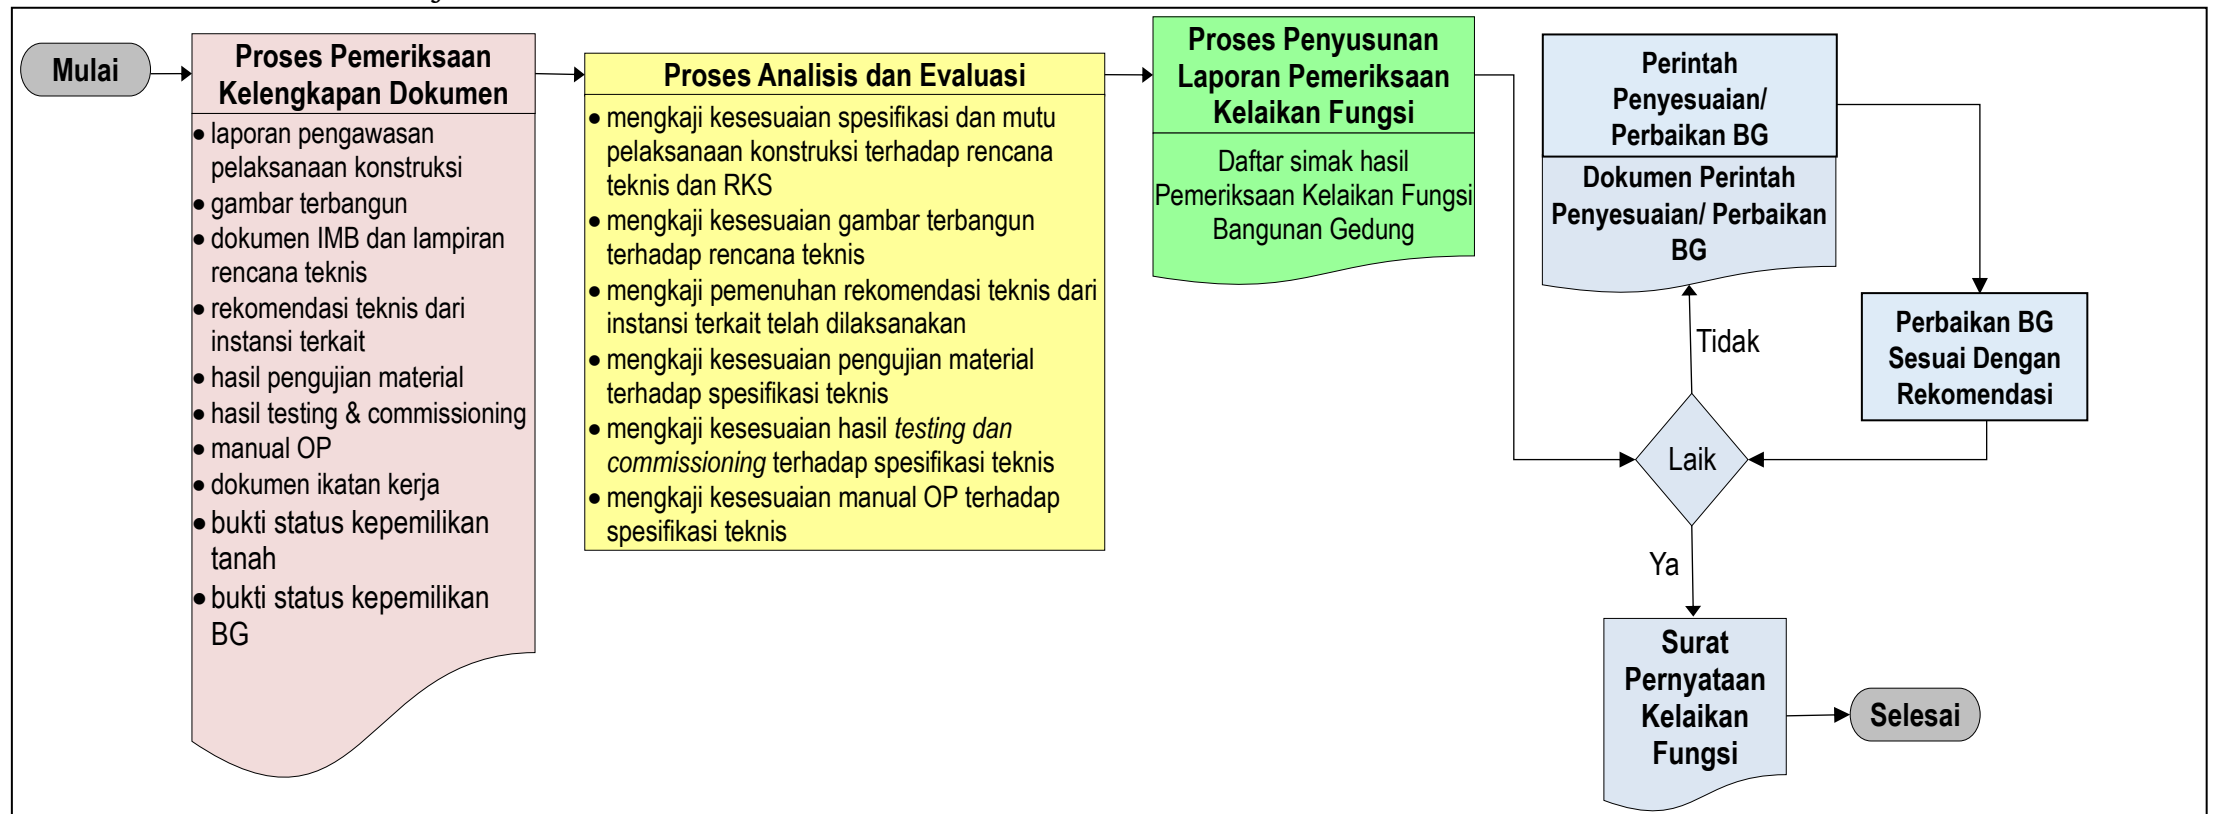 Mulai
Proses Pemeriksaan
Kelengkapan Dokumen
• laporan pengawasan
pelaksanaan konstruksi
• gambar terbangun
• dokumen IMB dan lampiran
rencana teknis
• rekomendasi teknis dari
instansi terkait
• hasil pengujian material
• hasil testing & commissioning
• manual OP
• dokumen ikatan kerja
• bukti status kepemilikan
tanah
• bukti status kepemilikan
BG
Proses Analisis dan Evaluasi
• mengkaji kesesuaian spesifikasi dan mutu
pelaksanaan konstruksi terhadap rencana
teknis dan RKS
• mengkaji kesesuaian gambar terbangun
terhadap rencana teknis
• mengkaji pemenuhan rekomendasi teknis dari
instansi terkait telah dilaksanakan
• mengkaji kesesuaian pengujian material
terhadap spesifikasi teknis
• mengkaji kesesuaian hasil testing dan
commissioning terhadap spesifikasi teknis
• mengkaji kesesuaian manual OP terhadap
spesifikasi teknis
Proses Penyusunan
Laporan Pemeriksaan
Kelaikan Fungsi
Daftar simak hasil
Pemeriksaan Kelaikan Fungsi
Bangunan Gedung
Perintah
Penyesuaian/
Perbaikan BG
Dokumen Perintah
Penyesuaian/ Perbaikan
BG
Perbaikan BG
Sesuai Dengan
Rekomendasi
Tidak
Laik
Ya
Surat
Pernyataan
Kelaikan
Fungsi
Selesai